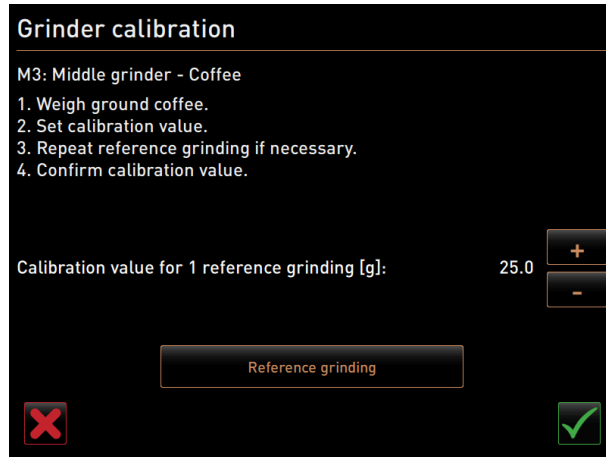 Grinder calibration
M3: Middle grinder - Coffee
1. Weigh ground coffee.
2. Set calibration value.
3. Repeat reference grinding if necessary.
4. Confirm calibration value.
+
Calibration value for 1 reference grinding [g]: 25.0
-
Reference grinding